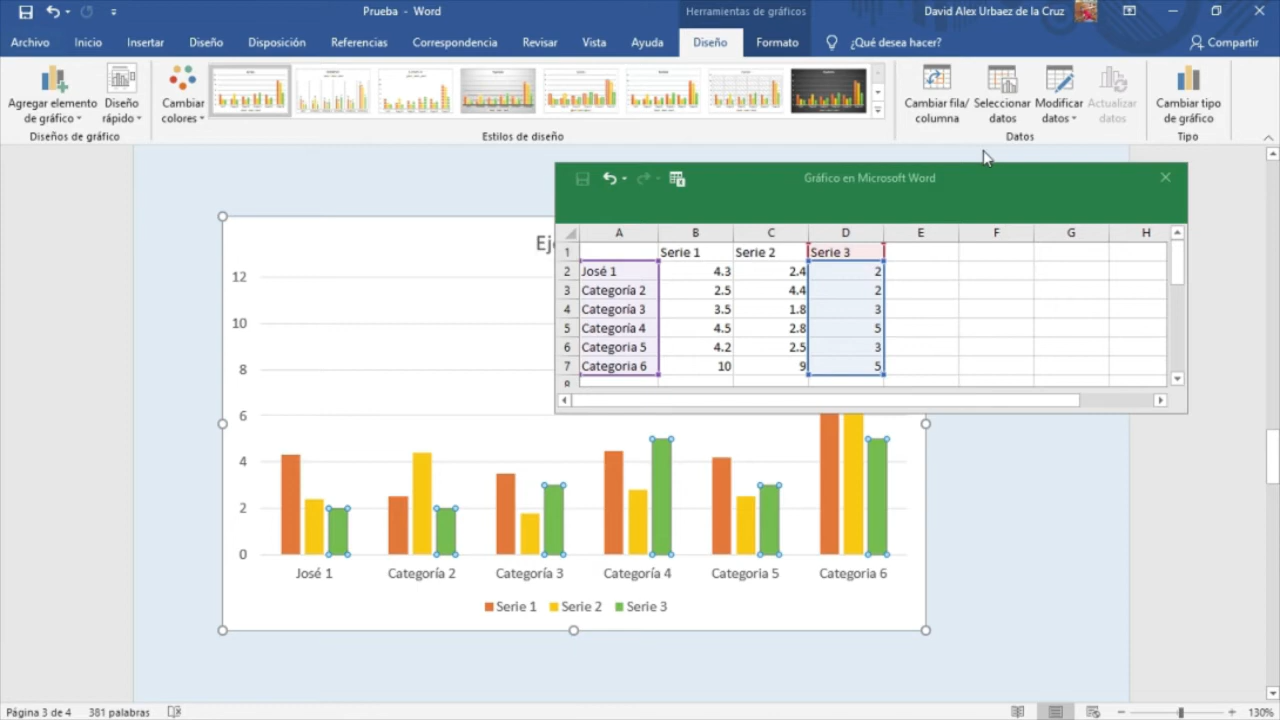 Prueba - Word
Herramientas de gráficos
David Alex Urbaez de la Cruz
Archivo Inicio Insertar Diseño Disposición Referencias Correspondencia Revisar Vista Ayuda Diseño Formato ¿Qué desea hacer? Compartir
Agregar elemento de gráfico
Diseño rápido
Cambiar colores
Cambiar fila/ columna
Seleccionar datos
Modificar datos
Actualizar datos
Cambiar tipo de gráfico
Diseños de gráfico
Estilos de diseño
Datos
Tipo
Gráfico en Microsoft Word
A B C D E F G H
1 Serie 1 Serie 2 Serie 3
2 José 1 4.3 2.4 2
3 Categoría 2 2.5 4.4 2
4 Categoría 3 3.5 1.8 3
5 Categoría 4 4.5 2.8 5
6 Categoria 5 4.2 2.5 3
7 Categoria 6 10 9 5
8
Ej
12
10
8
6
4
2
0
José 1 Categoría 2 Categoría 3 Categoría 4 Categoria 5 Categoria 6
Serie 1 Serie 2 Serie 3
Página 3 de 4 381 palabras
130%